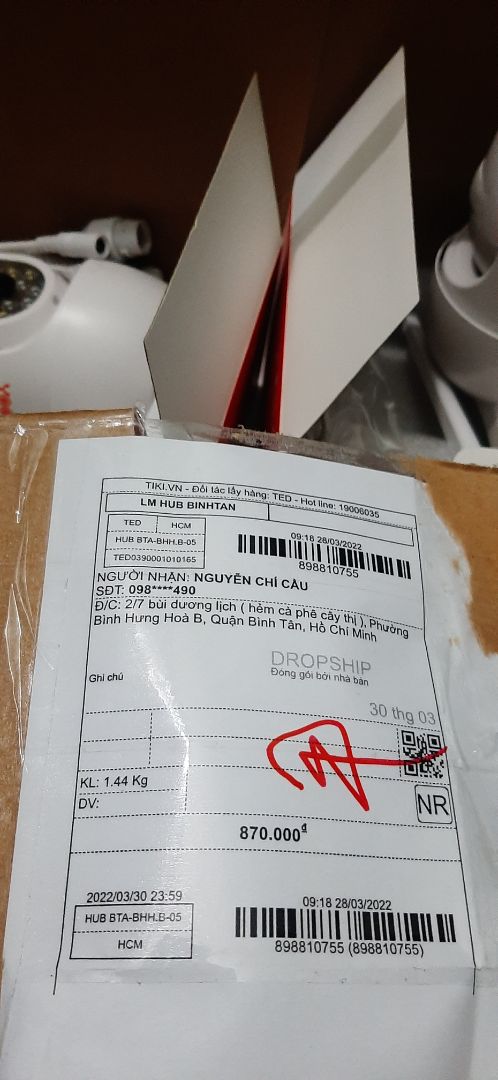 TIKI.VN - Đối tác lấy hàng: TED - Hot line: 19006035
LM HUB BINHTAN
TED HCM
HUB BTA-BHH.B-05
TED0390001010165
09:18 28/03/2022
898810755
NGƯỜI NHẬN: NGUYỄN CHÍ CẦU
SĐT: 098****490
Đ/C: 2/7 bùi dương lịch ( hẻm cà phê cây thị ), Phường
Bình Hưng Hoà B, Quận Bình Tân, Hồ Chí Minh
DROPSHIP
Đóng gói bởi nhà bán
Ghi chú
30 thg 03
KL: 1.44 Kg
DV:
NR
870.000₫
2022/03/30 23:59
HUB BTA-BHH.B-05
HCM
09:18 28/03/2022
898810755 (898810755)